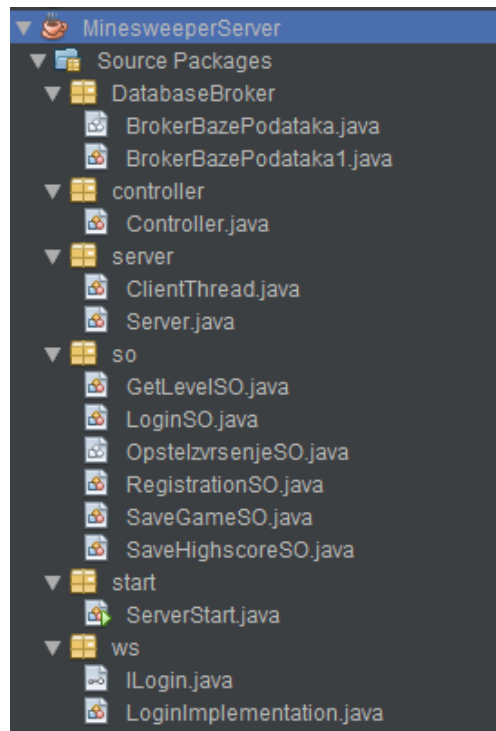 MinesweeperServer
Source Packages
DatabaseBroker
BrokerBazePodataka.java
BrokerBazePodataka1.java
controller
Controller.java
server
ClientThread.java
Server.java
so
GetLevelSO.java
LoginSO.java
OpsteIzvrsenjeSO.java
RegistrationSO.java
SaveGameSO.java
SaveHighscoreSO.java
start
ServerStart.java
ws
ILogin.java
LoginImplementation.java